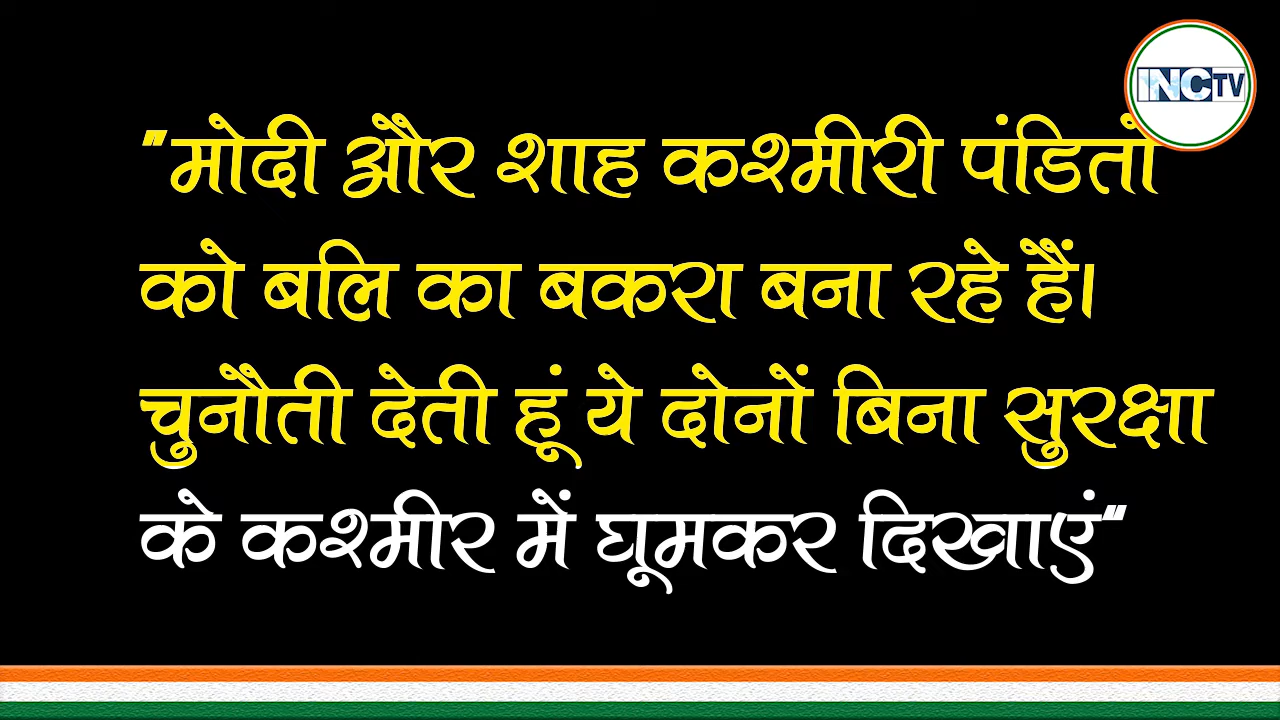 "मोदी और शाह कश्मीरी पंडितों
को बलि का बकरा बना रहे हैं।
चुनौती देती हूं ये दोनों बिना सुरक्षा
के कश्मीर में घूमकर दिखाएं"
INCTV